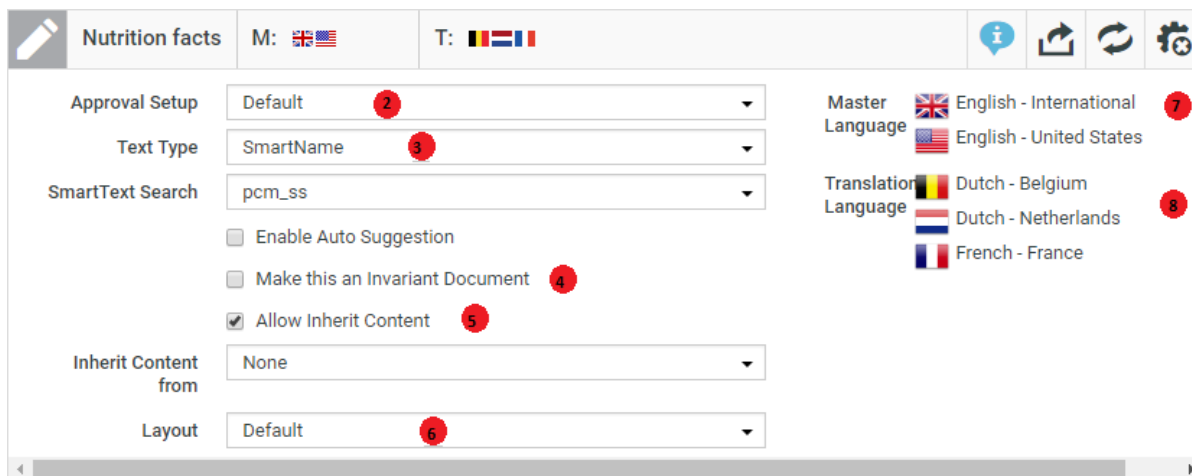 Nutrition facts M: T:
Approval Setup Default 2
Text Type SmartName 3
SmartText Search pcm_ss
Enable Auto Suggestion
Make this an Invariant Document 4
Allow Inherit Content 5
Inherit Content from None
Layout Default 6
Master Language
English - International 7
English - United States
Translation Language
Dutch - Belgium
Dutch - Netherlands 8
French - France